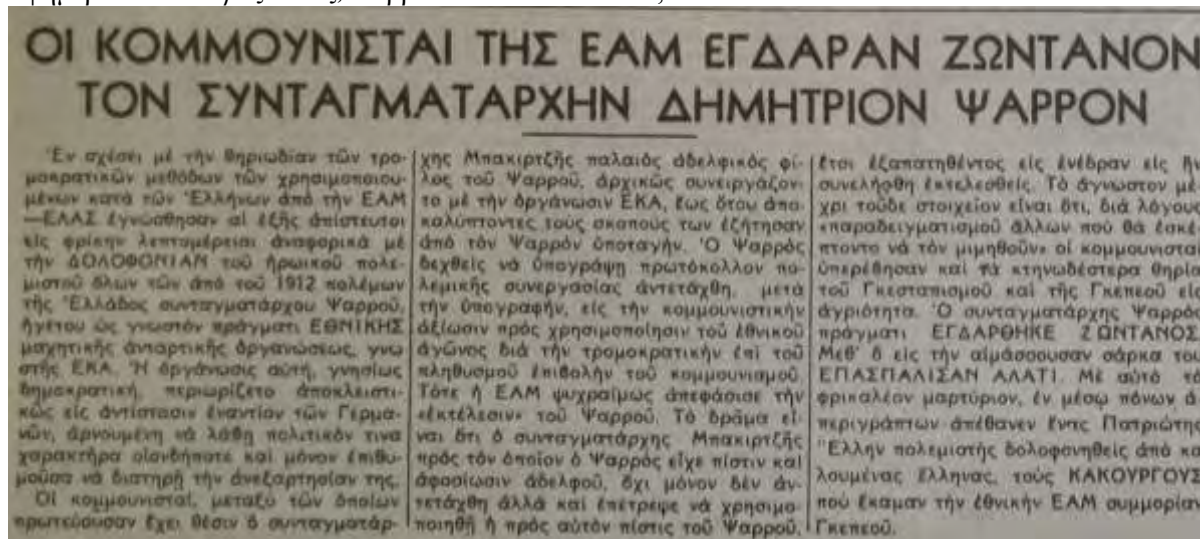 ΟΙ ΚΟΜΜΟΥΝΙΣΤΑΙ ΤΗΣ ΕΑΜ ΕΓΔΑΡΑΝ ΖΩΝΤΑΝΟΝ
ΤΟΝ ΣΥΝΤΑΓΜΑΤΑΡΧΗΝ ΔΗΜΗΤΡΙΟΝ ΨΑΡΡΟΝ
Ἐν σχέσει μὲ τὴν θηριωδίαν τῶν τρο-
μοκρατικῶν μεθόδων τῶν χρησιμοποιου-
μένων κατὰ τῶν Ἑλλήνων ἀπὸ τὴν ΕΑΜ
—ΕΛΑΣ ἐγνώσθησαν αἱ ἑξῆς ἀπίστευτοι
εἰς φρίκην λεπτομέρειαι ἀναφορικὰ μὲ
τὴν ΔΟΛΟΦΟΝΙΑΝ τοῦ ἡρωικοῦ πολε-
μιστοῦ ὅλων τῶν ἀπὸ τοῦ 1912 πολέμων
τῆς Ἑλλάδος συνταγματάρχου Ψαρροῦ,
ἡγέτου ὡς γνωστὸν πράγματι ΕΘΝΙΚΗΣ
μαχητικῆς ἀνταρτικῆς ὀργανώσεως, γνω
στῆς ΕΚΑ. Ἡ ὀργάνωσις αὐτή, γνησίως
δημοκρατική, περιωρίζετο ἀποκλειστι-
κῶς εἰς ἀντίστασιν ἐναντίον τῶν Γερμα-
νῶν, ἀρνουμένη νὰ λάβῃ πολιτικόν τινα
χαρακτῆρα οἱονδήποτε καὶ μόνον ἐπιθυ-
μοῦσα νὰ διατηρῇ τὴν ἀνεξαρτησίαν της.
Οἱ κομμουνισταί, μεταξὺ τῶν ὁποίων
πρωτεύουσαν ἔχει θέσιν ὁ συνταγματάρ-
χης Μπακιρτζῆς παλαιὸς ἀδελφικὸς φί-
λος τοῦ Ψαρροῦ, ἀρχικῶς συνειργάζον-
το μὲ τὴν ὀργάνωσιν ΕΚΑ, ἕως ὅτου ἀπο-
καλύπτοντες τοὺς σκοπούς των ἐζήτησαν
ἀπὸ τὸν Ψαρρὸν ὑποταγήν. Ὁ Ψαρρὸς
δεχθεὶς νὰ ὑπογράψῃ πρωτόκολλον πο-
λεμικῆς συνεργασίας ἀντετάχθη, μετὰ
τὴν ὑπογραφήν, εἰς τὴν κομμουνιστικὴν
ἀξίωσιν πρὸς χρησιμοποίησιν τοῦ ἐθνικοῦ
ἀγῶνος διὰ τὴν τρομοκρατικὴν ἐπὶ τοῦ
πληθυσμοῦ ἐπιβολὴν τοῦ κομμουνισμοῦ.
Τότε ἡ ΕΑΜ ψυχραίμως ἀπεφάσισε τὴν
«ἐκτέλεσιν» τοῦ Ψαρροῦ. Τὸ δρᾶμα εἶ-
ναι ὅτι ὁ συνταγματάρχης Μπακιρτζῆς
πρὸς τὸν ὁποῖον ὁ Ψαρρὸς εἶχε πίστιν καὶ
ἀφοσίωσιν ἀδελφοῦ, ὄχι μόνον δὲν ἀν-
τετάχθη ἀλλὰ καὶ ἐπέτρεψε νὰ χρησιμο-
ποιηθῇ ἡ πρὸς αὐτὸν πίστις τοῦ Ψαρροῦ,
ἔτσι ἐξαπατηθέντος εἰς ἐνέδραν εἰς ἣν
συνελήφθη ἐκτελεσθείς. Τὸ ἄγνωστον μέ-
χρι τοῦδε στοιχεῖον εἶναι ὅτι, διὰ λόγους
«παραδειγματισμοῦ ἄλλων ποὺ θὰ ἐσκέ-
πτοντο νὰ τὸν μιμηθοῦν» οἱ κομμουνισταὶ
ὑπερέβησαν καὶ τὰ κτηνωδέστερα θηρία
τοῦ Γκεσταπισμοῦ καὶ τῆς Γκεπεοῦ εἰς
ἀγριότητα. Ὁ συνταγματάρχης Ψαρρὸς
πράγματι ΕΓΔΑΡΘΗΚΕ ΖΩΝΤΑΝΟΣ.
Μεθ' ὃ εἰς τὴν αἱμάσσουσαν σάρκα του
ΕΠΑΣΠΑΛΙΣΑΝ ΑΛΑΤΙ. Μὲ αὐτὸ τὸ
φρικαλέον μαρτύριον, ἐν μέσῳ πόνων ἀ-
περιγράπτων ἀπέθανεν ἕνας Πατριώτης
Ἕλλην πολεμιστὴς δολοφονηθεὶς ἀπὸ κα
λουμένας Ἕλληνας, τοὺς ΚΑΚΟΥΡΓΟΥΣ
ποὺ ἔκαμαν τὴν ἐθνικὴν ΕΑΜ συμμορίαν
Γκεπεοῦ.